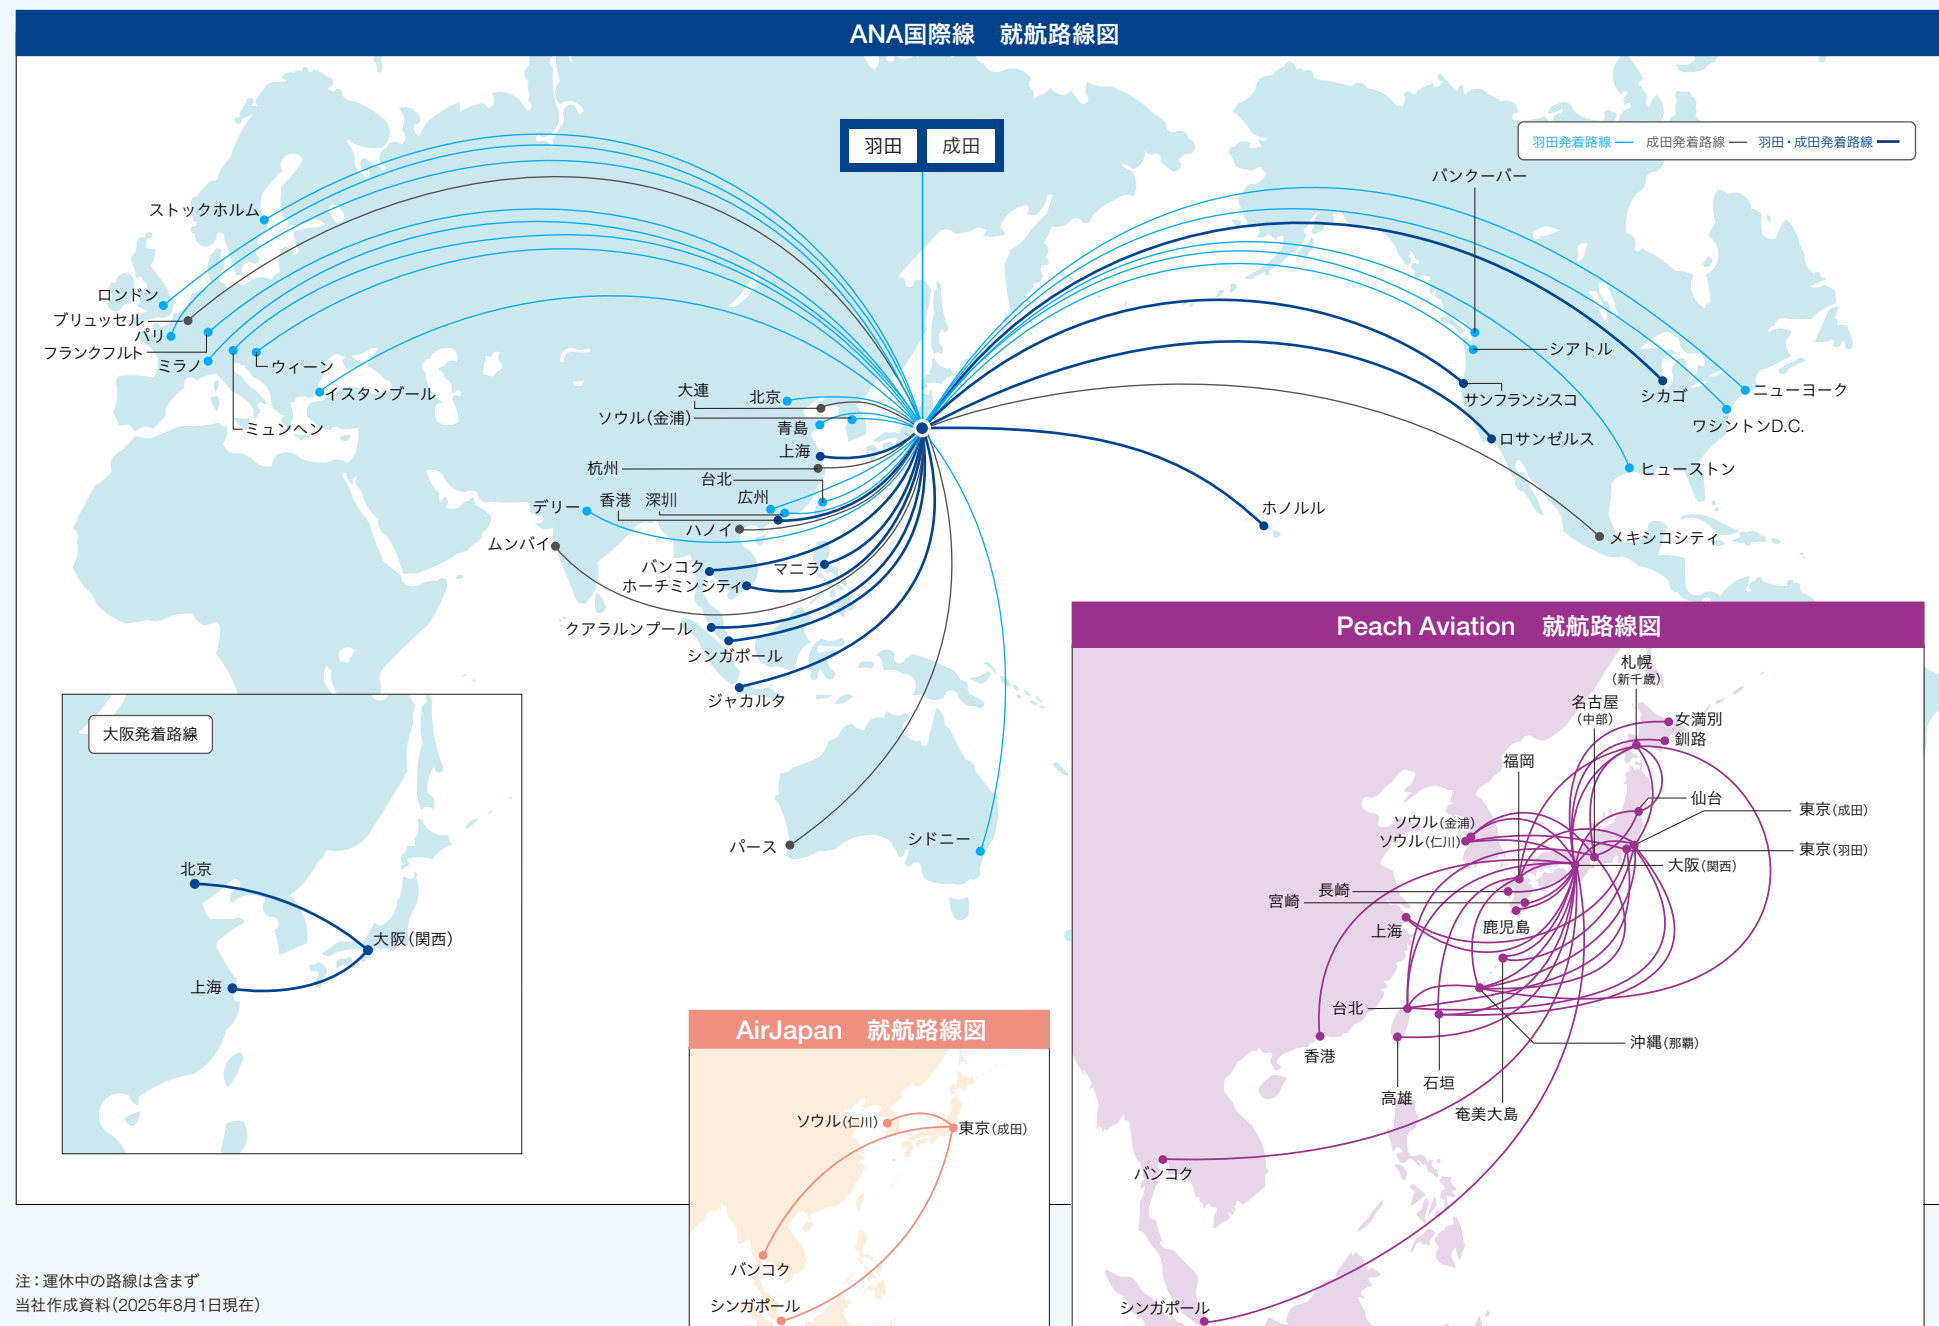 ANA国際線　就航路線図
羽田 成田
羽田発着路線 成田発着路線 羽田・成田発着路線
バンクーバー
ストックホルム
ロンドン
ブリュッセル
パリ
フランクフルト
ミラノ
ウィーン
イスタンブール
ミュンヘン
大連
北京
ソウル(金浦)
青島
上海
杭州
台北
デリー
香港
深圳
広州
ハノイ
ムンバイ
バンコク
マニラ
ホーチミンシティ
クアラルンプール
シンガポール
ジャカルタ
パース
シドニー
シアトル
サンフランシスコ
シカゴ
ニューヨーク
ワシントンD.C.
ロサンゼルス
ヒューストン
ホノルル
メキシコシティ
大阪発着路線
北京
大阪(関西)
上海
AirJapan　就航路線図
ソウル(仁川)
東京(成田)
バンコク
シンガポール
Peach Aviation　就航路線図
札幌
(新千歳)
名古屋
(中部)
女満別
釧路
福岡
仙台
東京(成田)
ソウル(金浦)
ソウル(仁川)
東京(羽田)
大阪(関西)
長崎
宮崎
鹿児島
上海
台北
香港
沖縄(那覇)
石垣
高雄
奄美大島
バンコク
シンガポール
注：運休中の路線は含まず
当社作成資料(2025年8月1日現在)